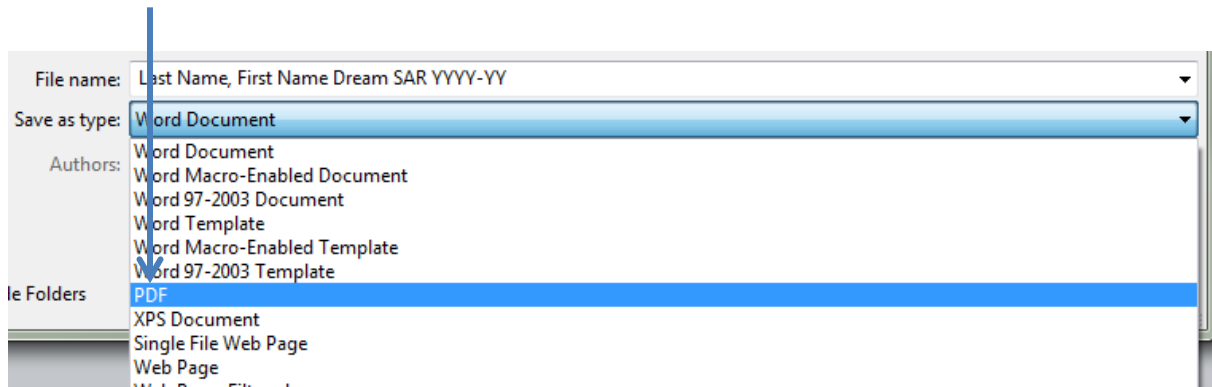 File name: Last Name, First Name Dream SAR YYYY-YY
Save as type: Word Document
Authors:
Word Document
Word Macro-Enabled Document
Word 97-2003 Document
Word Template
Word Macro-Enabled Template
Word 97-2003 Template
le Folders
PDF
XPS Document
Single File Web Page
Web Page